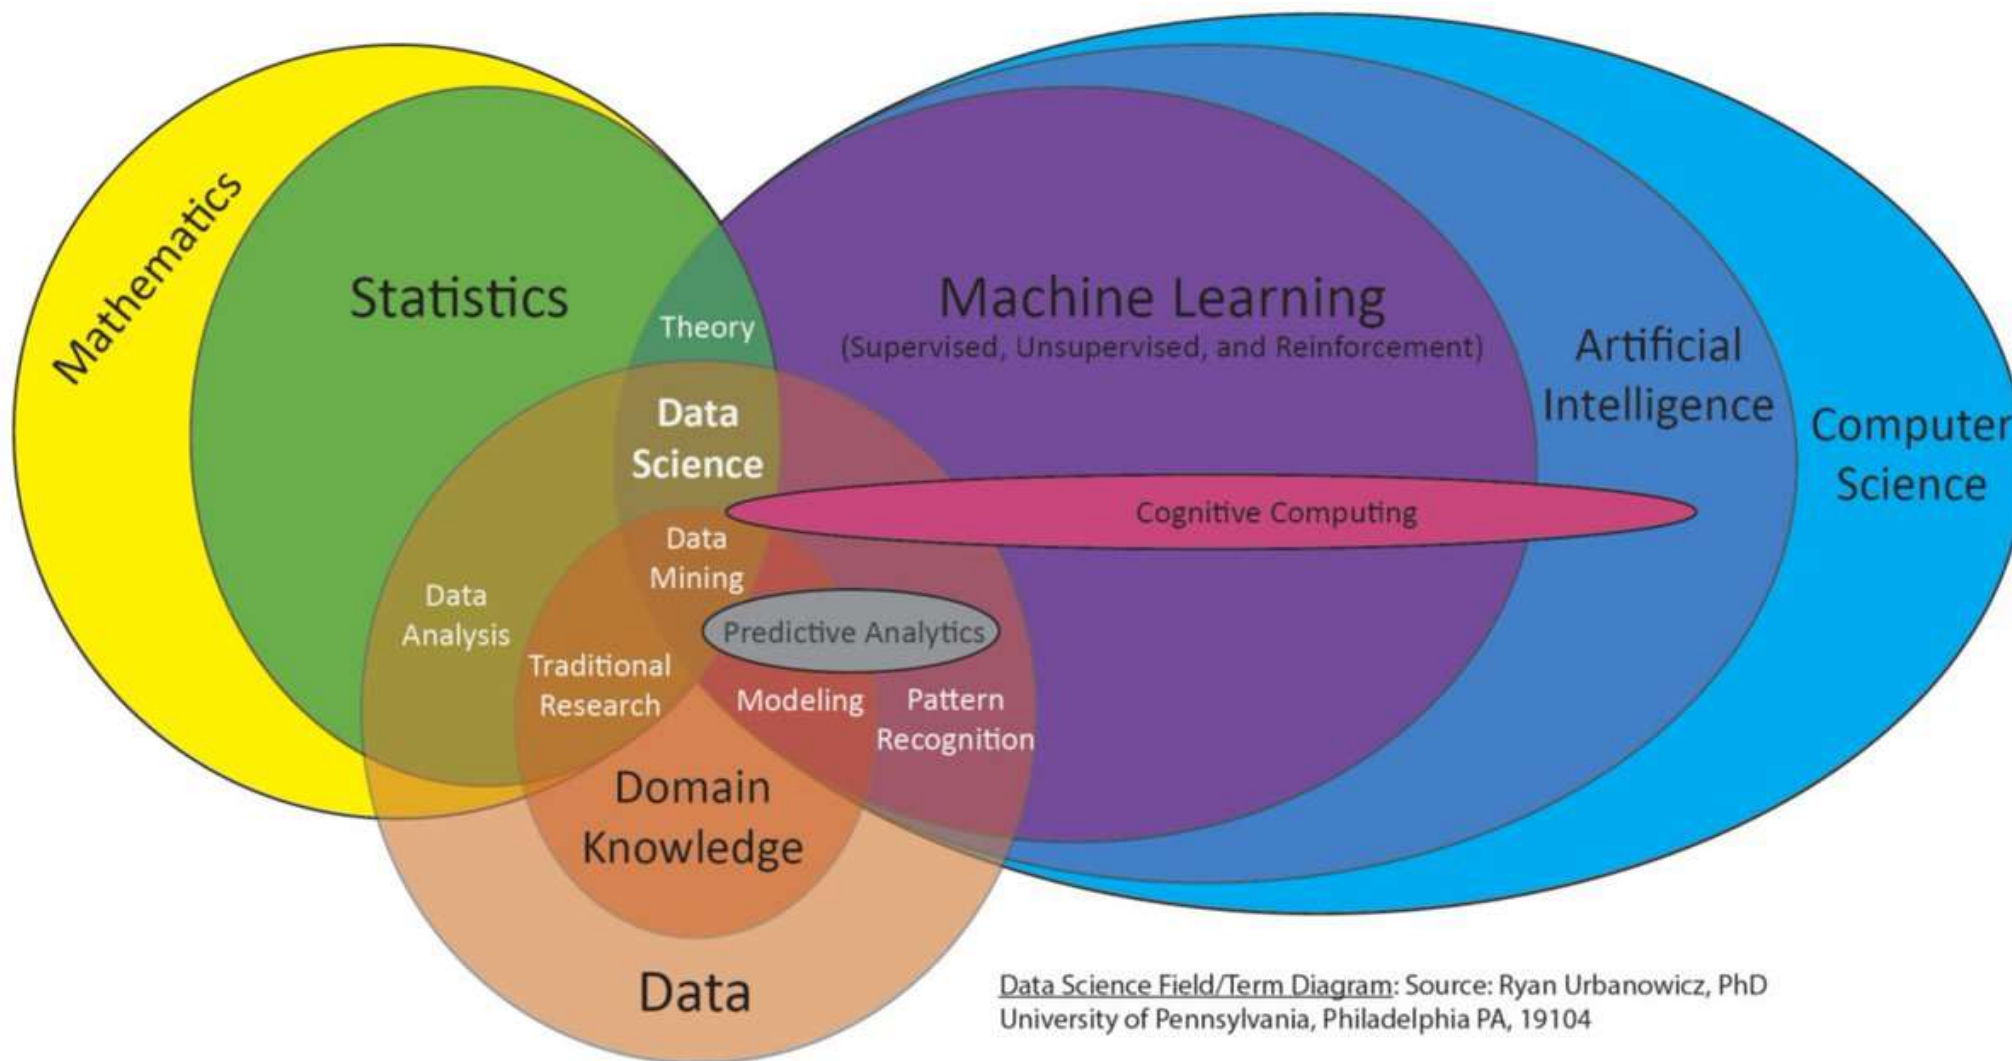 Mathematics
Statistics
Theory
Machine Learning
(Supervised, Unsupervised, and Reinforcement)
Artificial
Intelligence
Computer
Science
Data
Science
Cognitive Computing
Data
Mining
Data
Analysis
Predictive Analytics
Traditional
Research
Modeling
Pattern
Recognition
Domain
Knowledge
Data
Data Science Field/Term Diagram: Source: Ryan Urbanowicz, PhD
University of Pennsylvania, Philadelphia PA, 19104